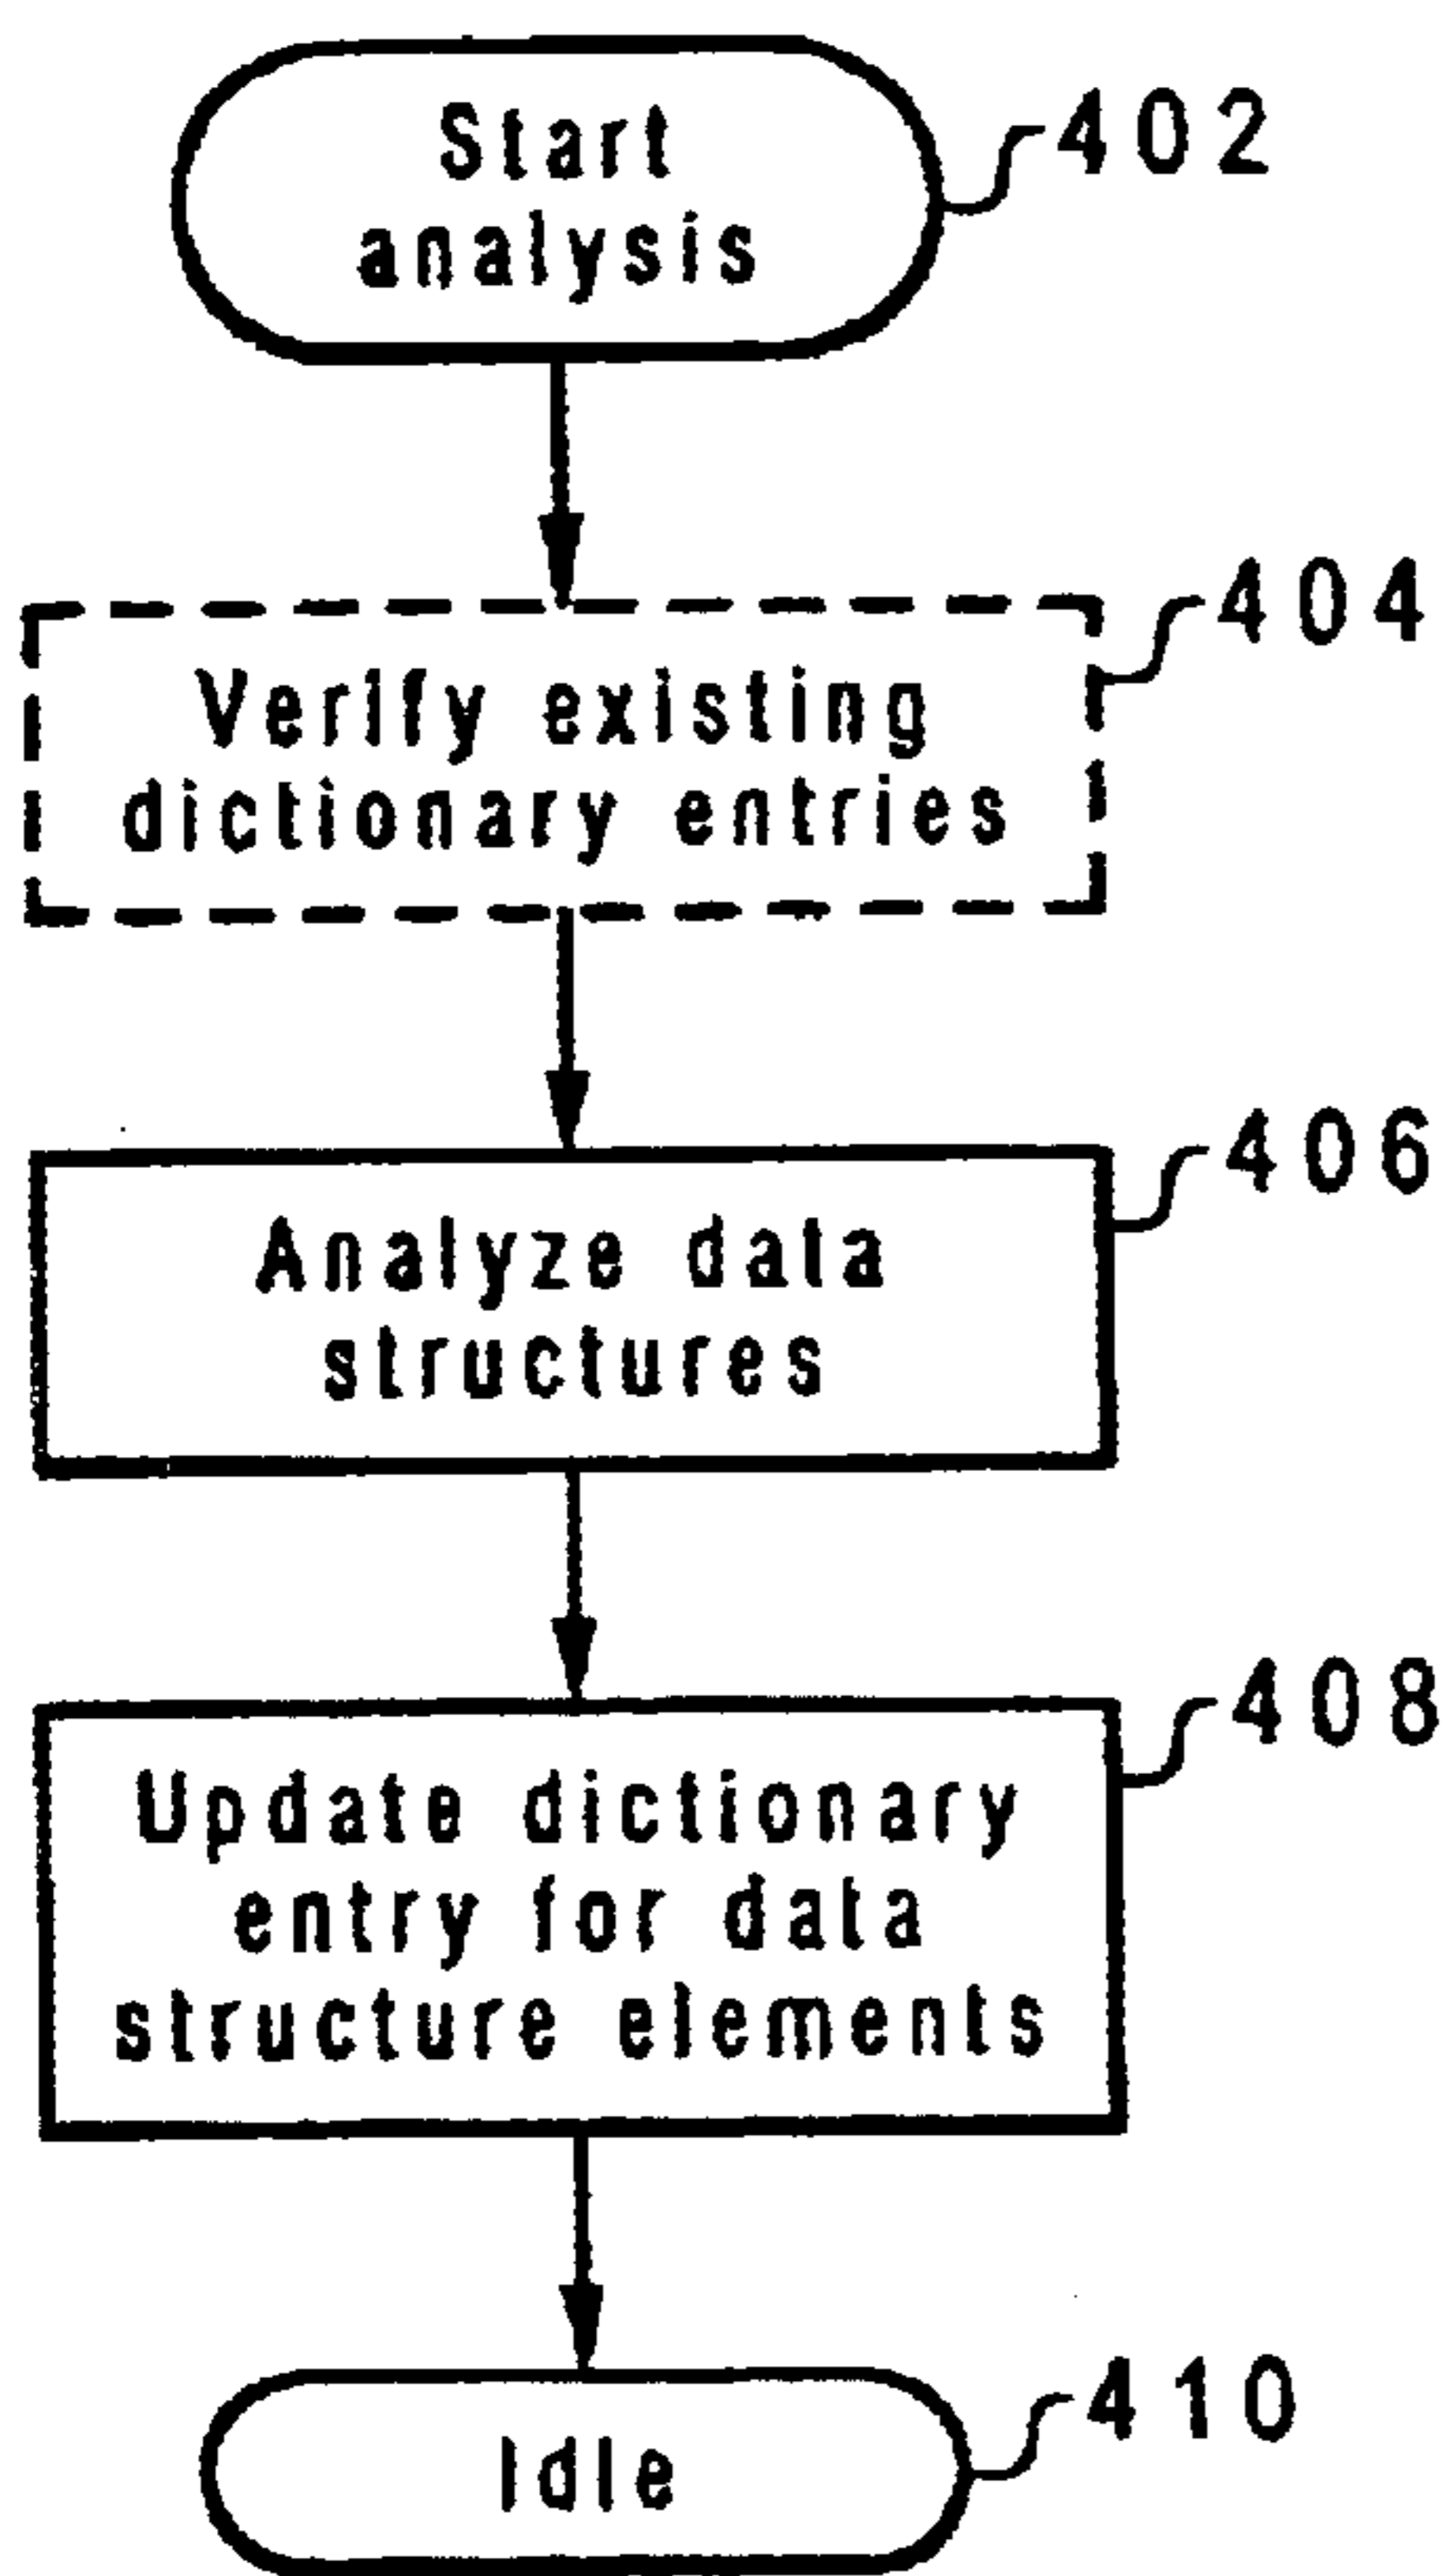 Start
analysis
402
Verify existing
dictionary entries
404
Analyze data
structures
406
Update dictionary
entry for data
structure elements
408
Idle
410